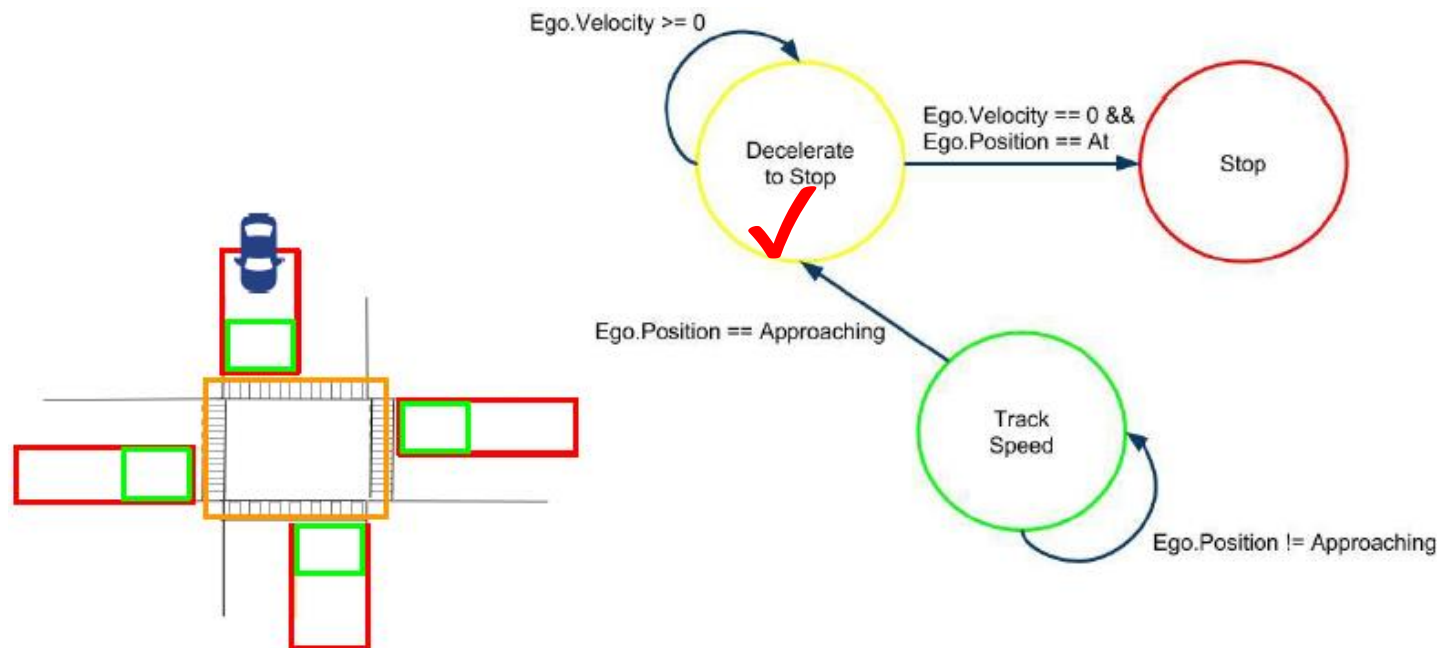 Ego.Velocity >= 0
Decelerate
to Stop
Ego.Velocity == 0 &&
Ego.Position == At
Stop
Ego.Position == Approaching
Track
Speed
Ego.Position != Approaching